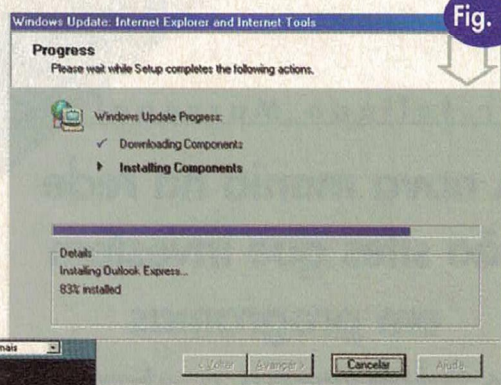 Fig.
Windows Update: Internet Explorer and Internet Tools
Progress
Please wait while Setup completes the following actions.
Windows Update Progress:
✓ Downloading Components
Installing Components
Details
Installing Outlook Express...
83% installed
mais
< Voltar
Avançar >
Cancelar
Ajuda